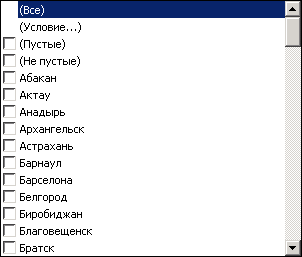 (Все)
(Условие...)
(Пустые)
(Не пустые)
Абакан
Актау
Анадырь
Архангельск
Астрахань
Барнаул
Барселона
Белгород
Биробиджан
Благовещенск
Братск